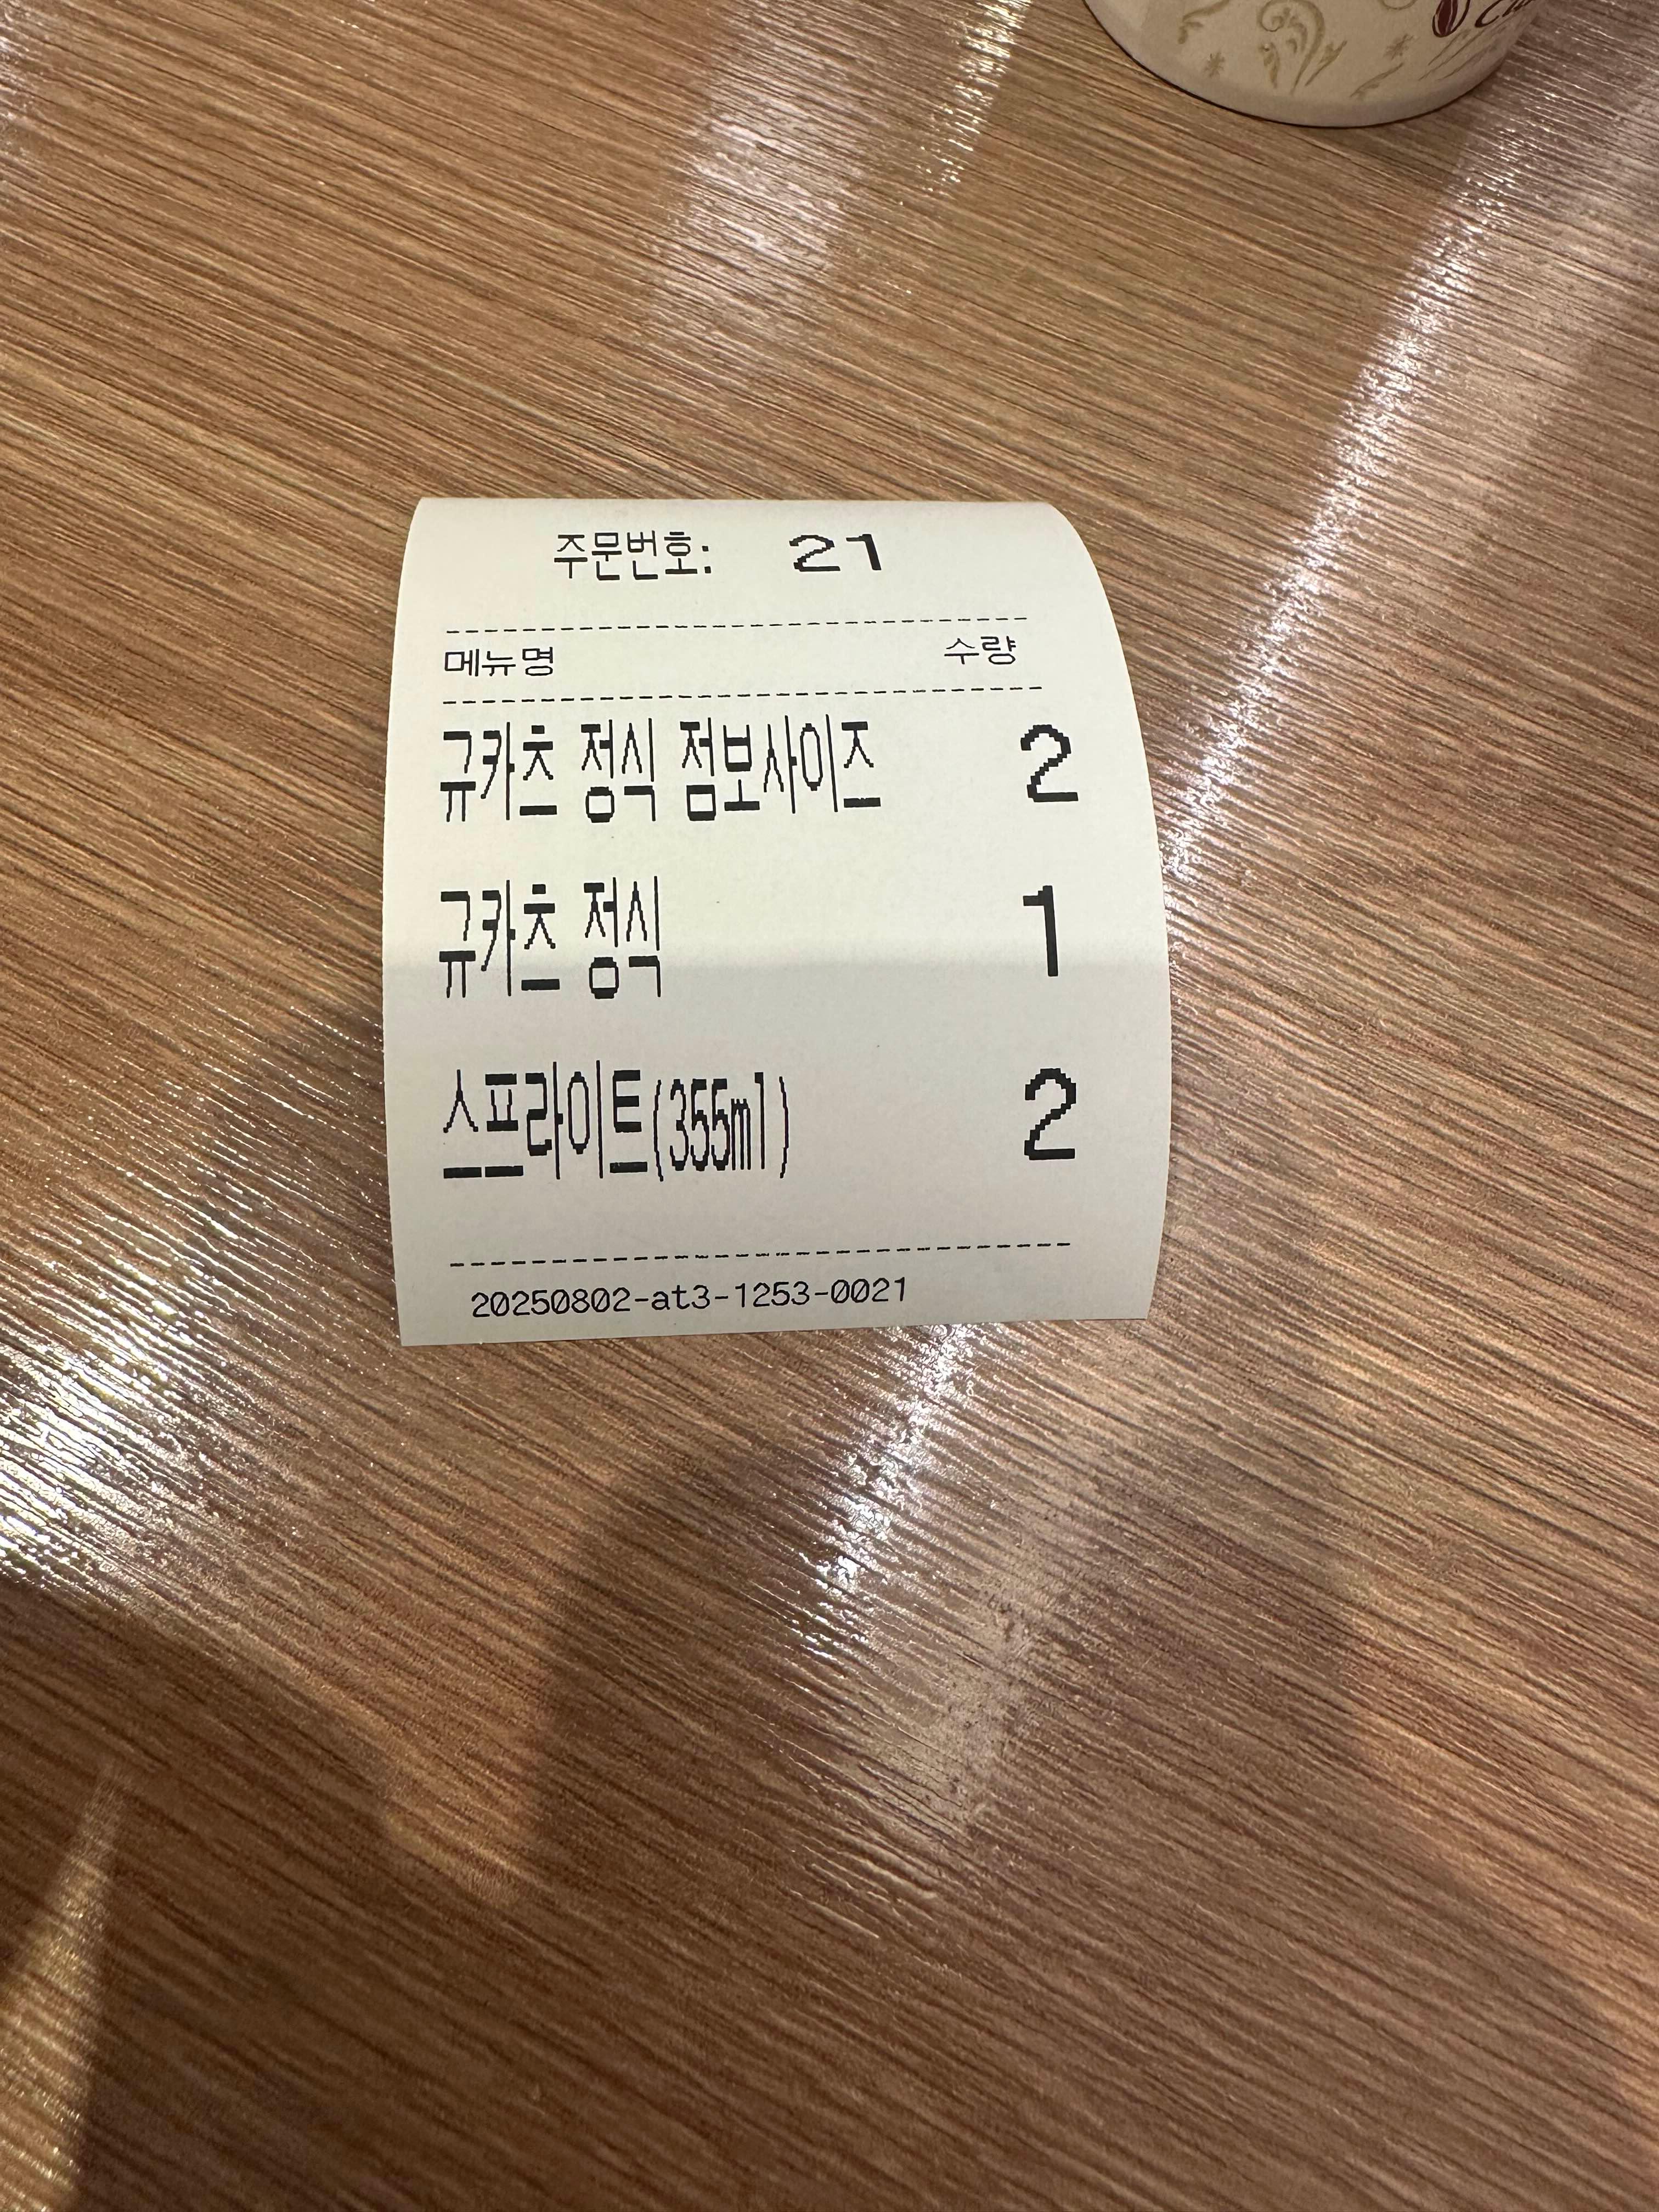 주문번호: 21
메뉴명 수량
규카츠 정식 점보사이즈 2
규카츠 정식 1
스프라이트(355ml) 2
20250802-at3-1253-0021